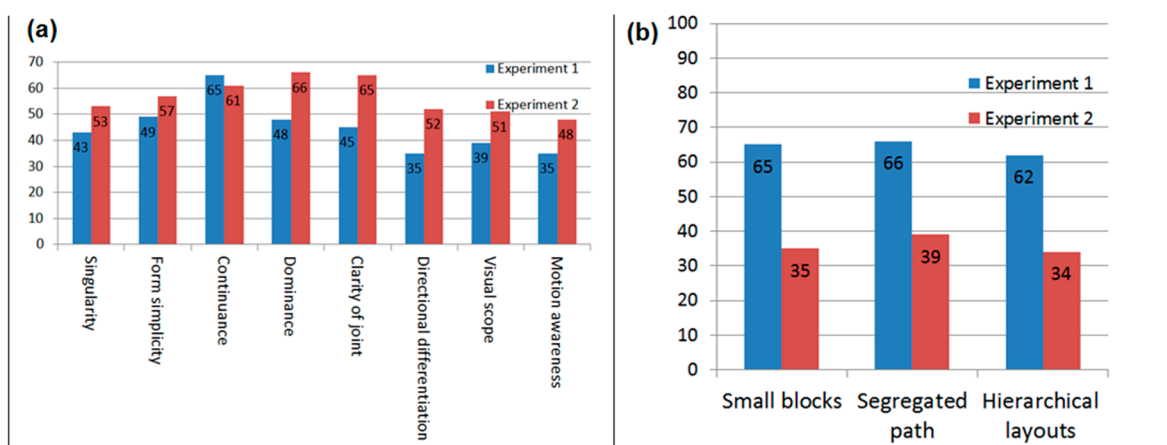 (a)
70
60
50
40
30
20
10
0
Experiment 1
Experiment 2
43
53
49
57
65
61
48
66
45
65
35
52
39
51
35
48
Singularity
Form simplicity
Continuance
Dominance
Clarity of joint
Directional differentiation
Visual scope
Motion awareness
(b)
100
90
80
70
60
50
40
30
20
10
0
Experiment 1
Experiment 2
65
35
66
39
62
34
Small blocks
Segregated
path
Hierarchical
layouts